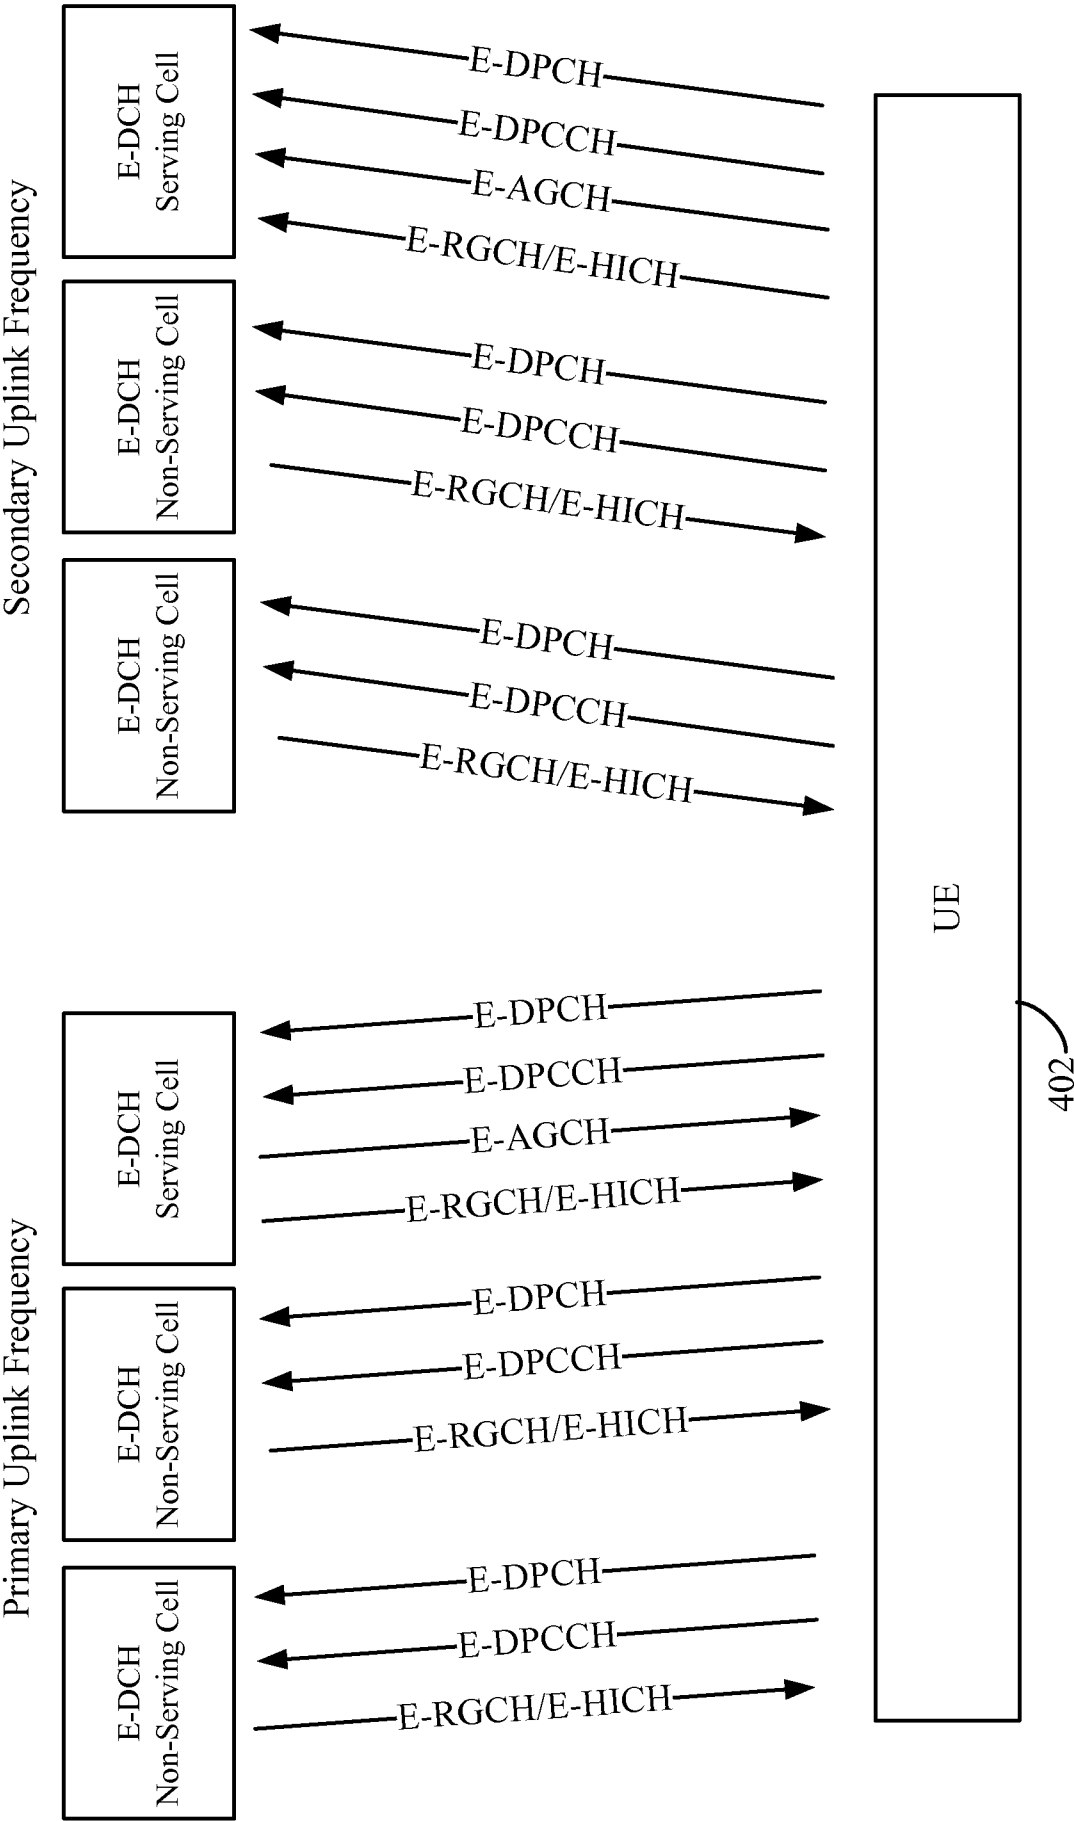 Secondary Uplink Frequency
E-DCH
Serving Cell
E-DPCH
E-DPCCH
E-AGCH
E-RGCH/E-HICH
E-DCH
Non-Serving Cell
E-DPCH
E-DPCCH
E-RGCH/E-HICH
E-DCH
Non-Serving Cell
E-DPCH
E-DPCCH
E-RGCH/E-HICH
Primary Uplink Frequency
E-DCH
Serving Cell
E-DPCH
E-DPCCH
E-AGCH
E-RGCH/E-HICH
E-DCH
Non-Serving Cell
E-DPCH
E-DPCCH
E-RGCH/E-HICH
E-DCH
Non-Serving Cell
E-DPCH
E-DPCCH
E-RGCH/E-HICH
UE
402